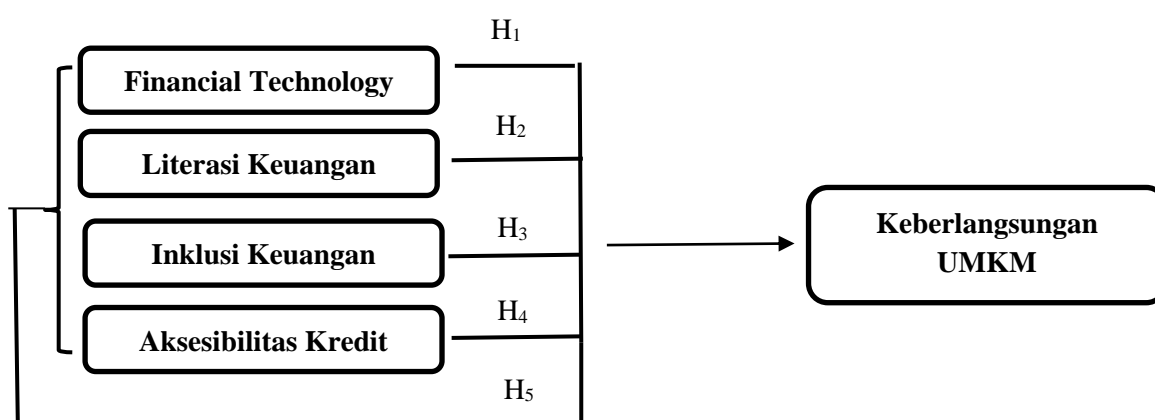 H₁
Financial Technology
H₂
Literasi Keuangan
H₃
Inklusi Keuangan
H₄
Aksesibilitas Kredit
H₅
Keberlangsungan
UMKM